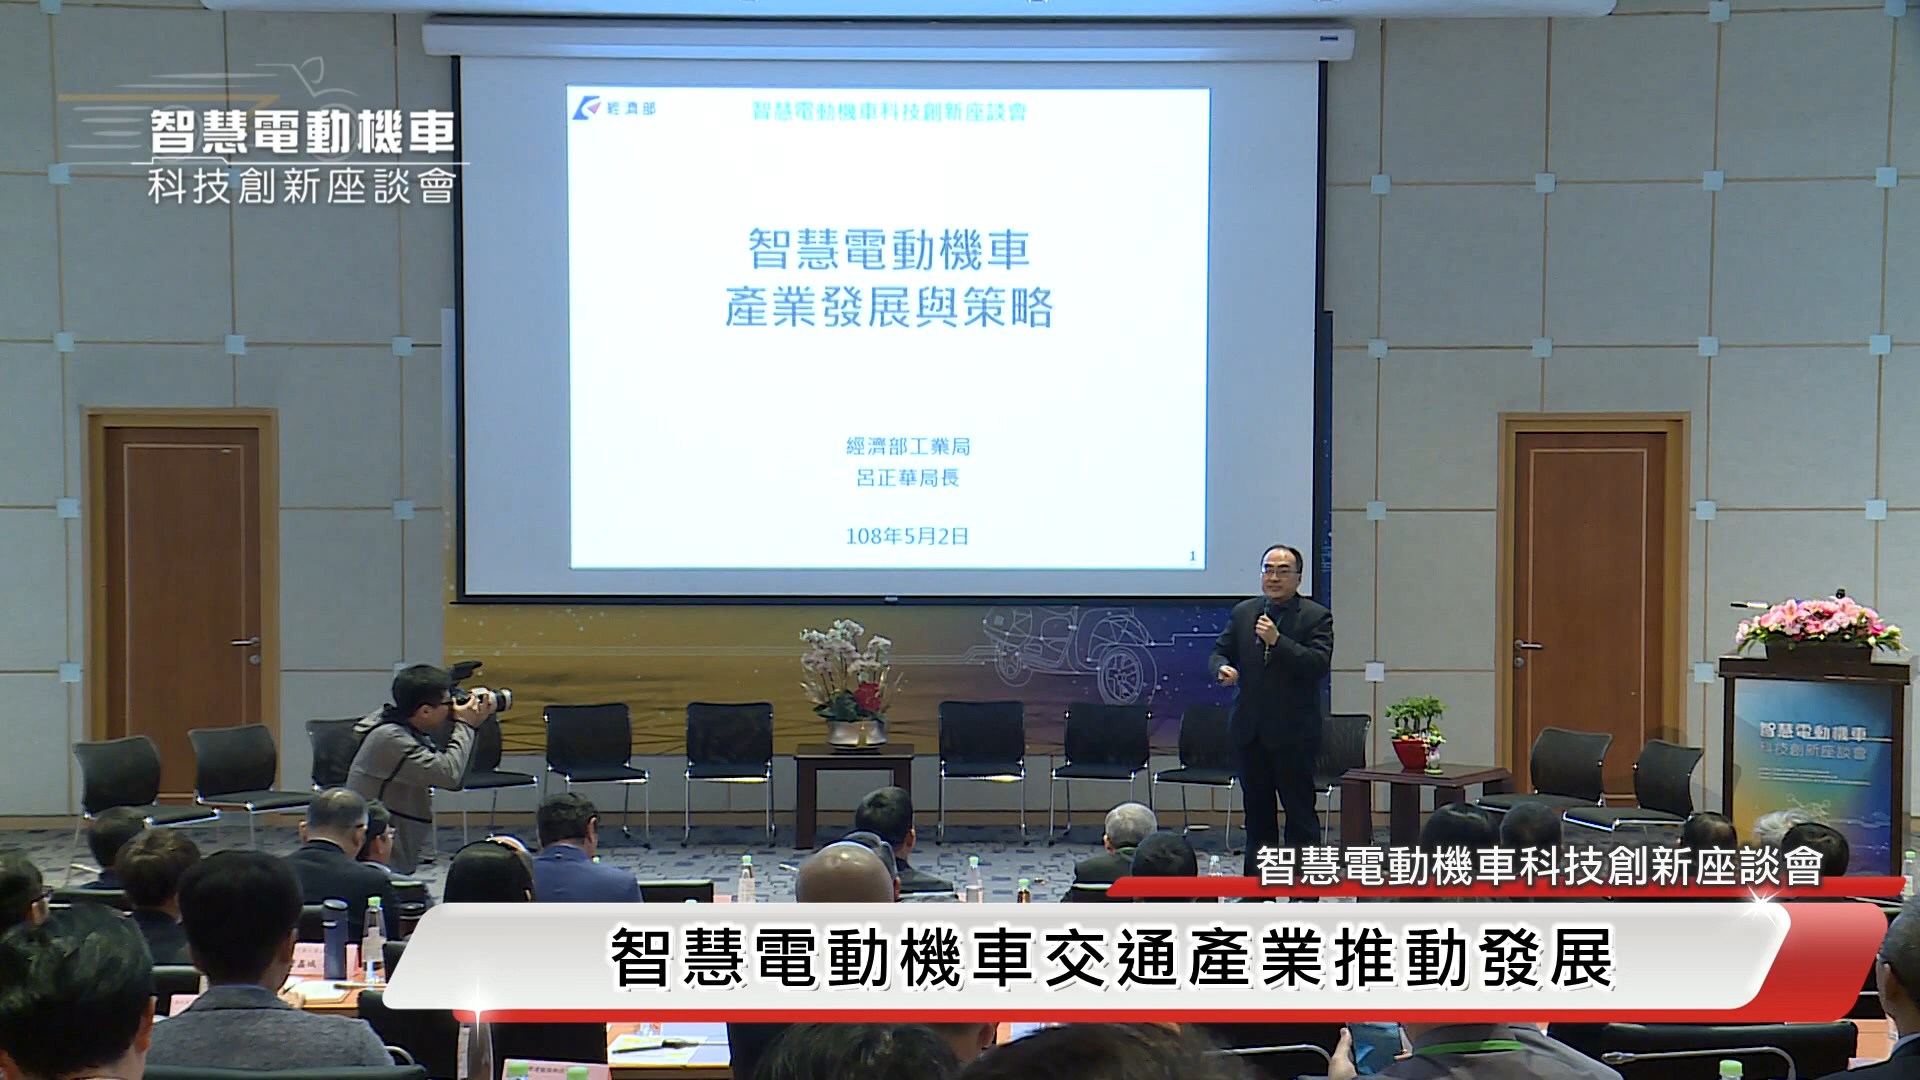 智慧電動機車
科技創新座談會
經濟部
智慧電動機車科技創新座談會
智慧電動機車
產業發展與策略
經濟部工業局
呂正華局長
108年5月2日
1
智慧電動機車
科技創新座談會
智慧電動機車科技創新座談會
智慧電動機車交通產業推動發展